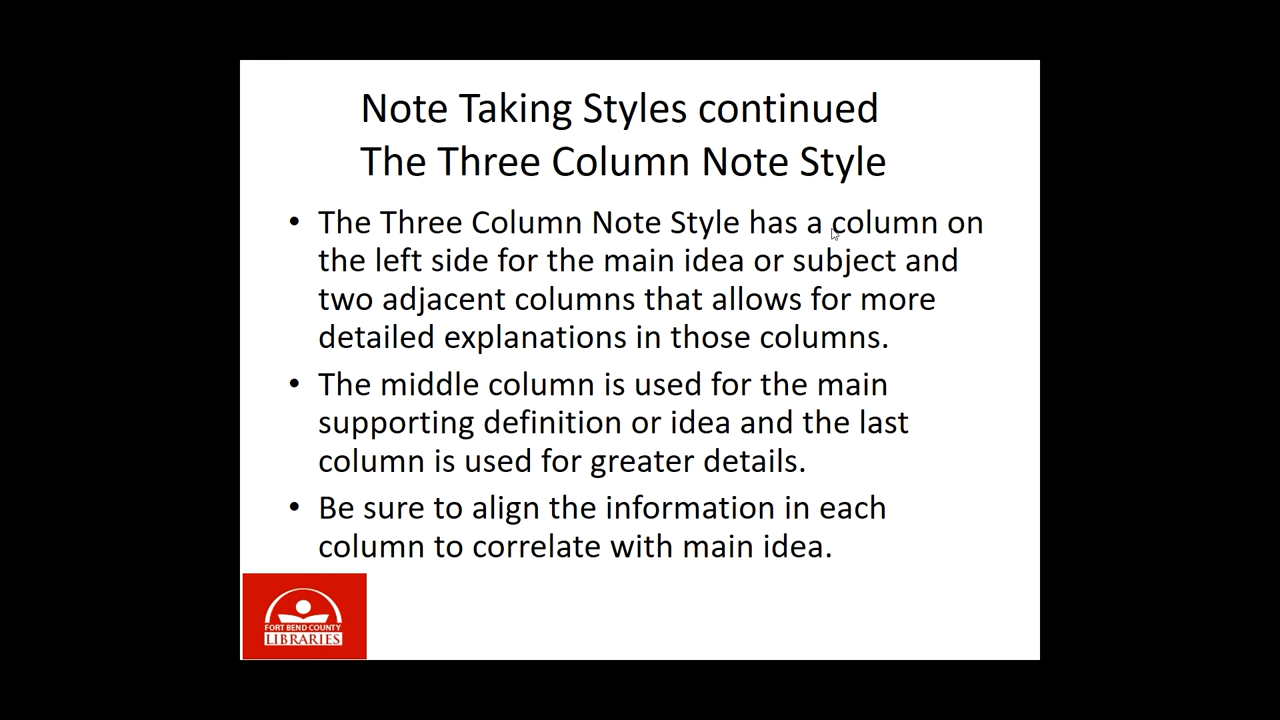 Note Taking Styles continued
The Three Column Note Style
• The Three Column Note Style has a column on
the left side for the main idea or subject and
two adjacent columns that allows for more
detailed explanations in those columns.
• The middle column is used for the main
supporting definition or idea and the last
column is used for greater details.
• Be sure to align the information in each
column to correlate with main idea.
FORT BEND COUNTY
LIBRARIES